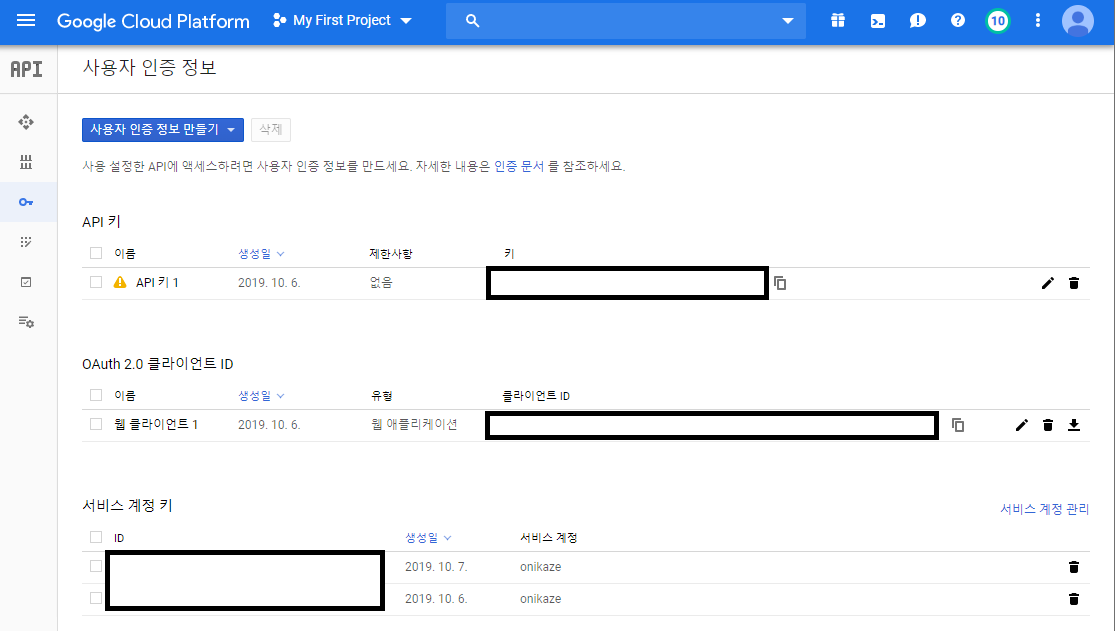 Google Cloud Platform My First Project 10
API 사용자 인증 정보
사용자 인증 정보 만들기 삭제
사용 설정한 API에 액세스하려면 사용자 인증 정보를 만드세요. 자세한 내용은 인증 문서 를 참조하세요.
API 키
이름 생성일 제한사항 키
API 키 1 2019. 10. 6. 없음
OAuth 2.0 클라이언트 ID
이름 생성일 유형 클라이언트 ID
웹 클라이언트 1 2019. 10. 6. 웹 애플리케이션
서비스 계정 키 서비스 계정 관리
ID 생성일 서비스 계정
2019. 10. 7. onikaze
2019. 10. 6. onikaze